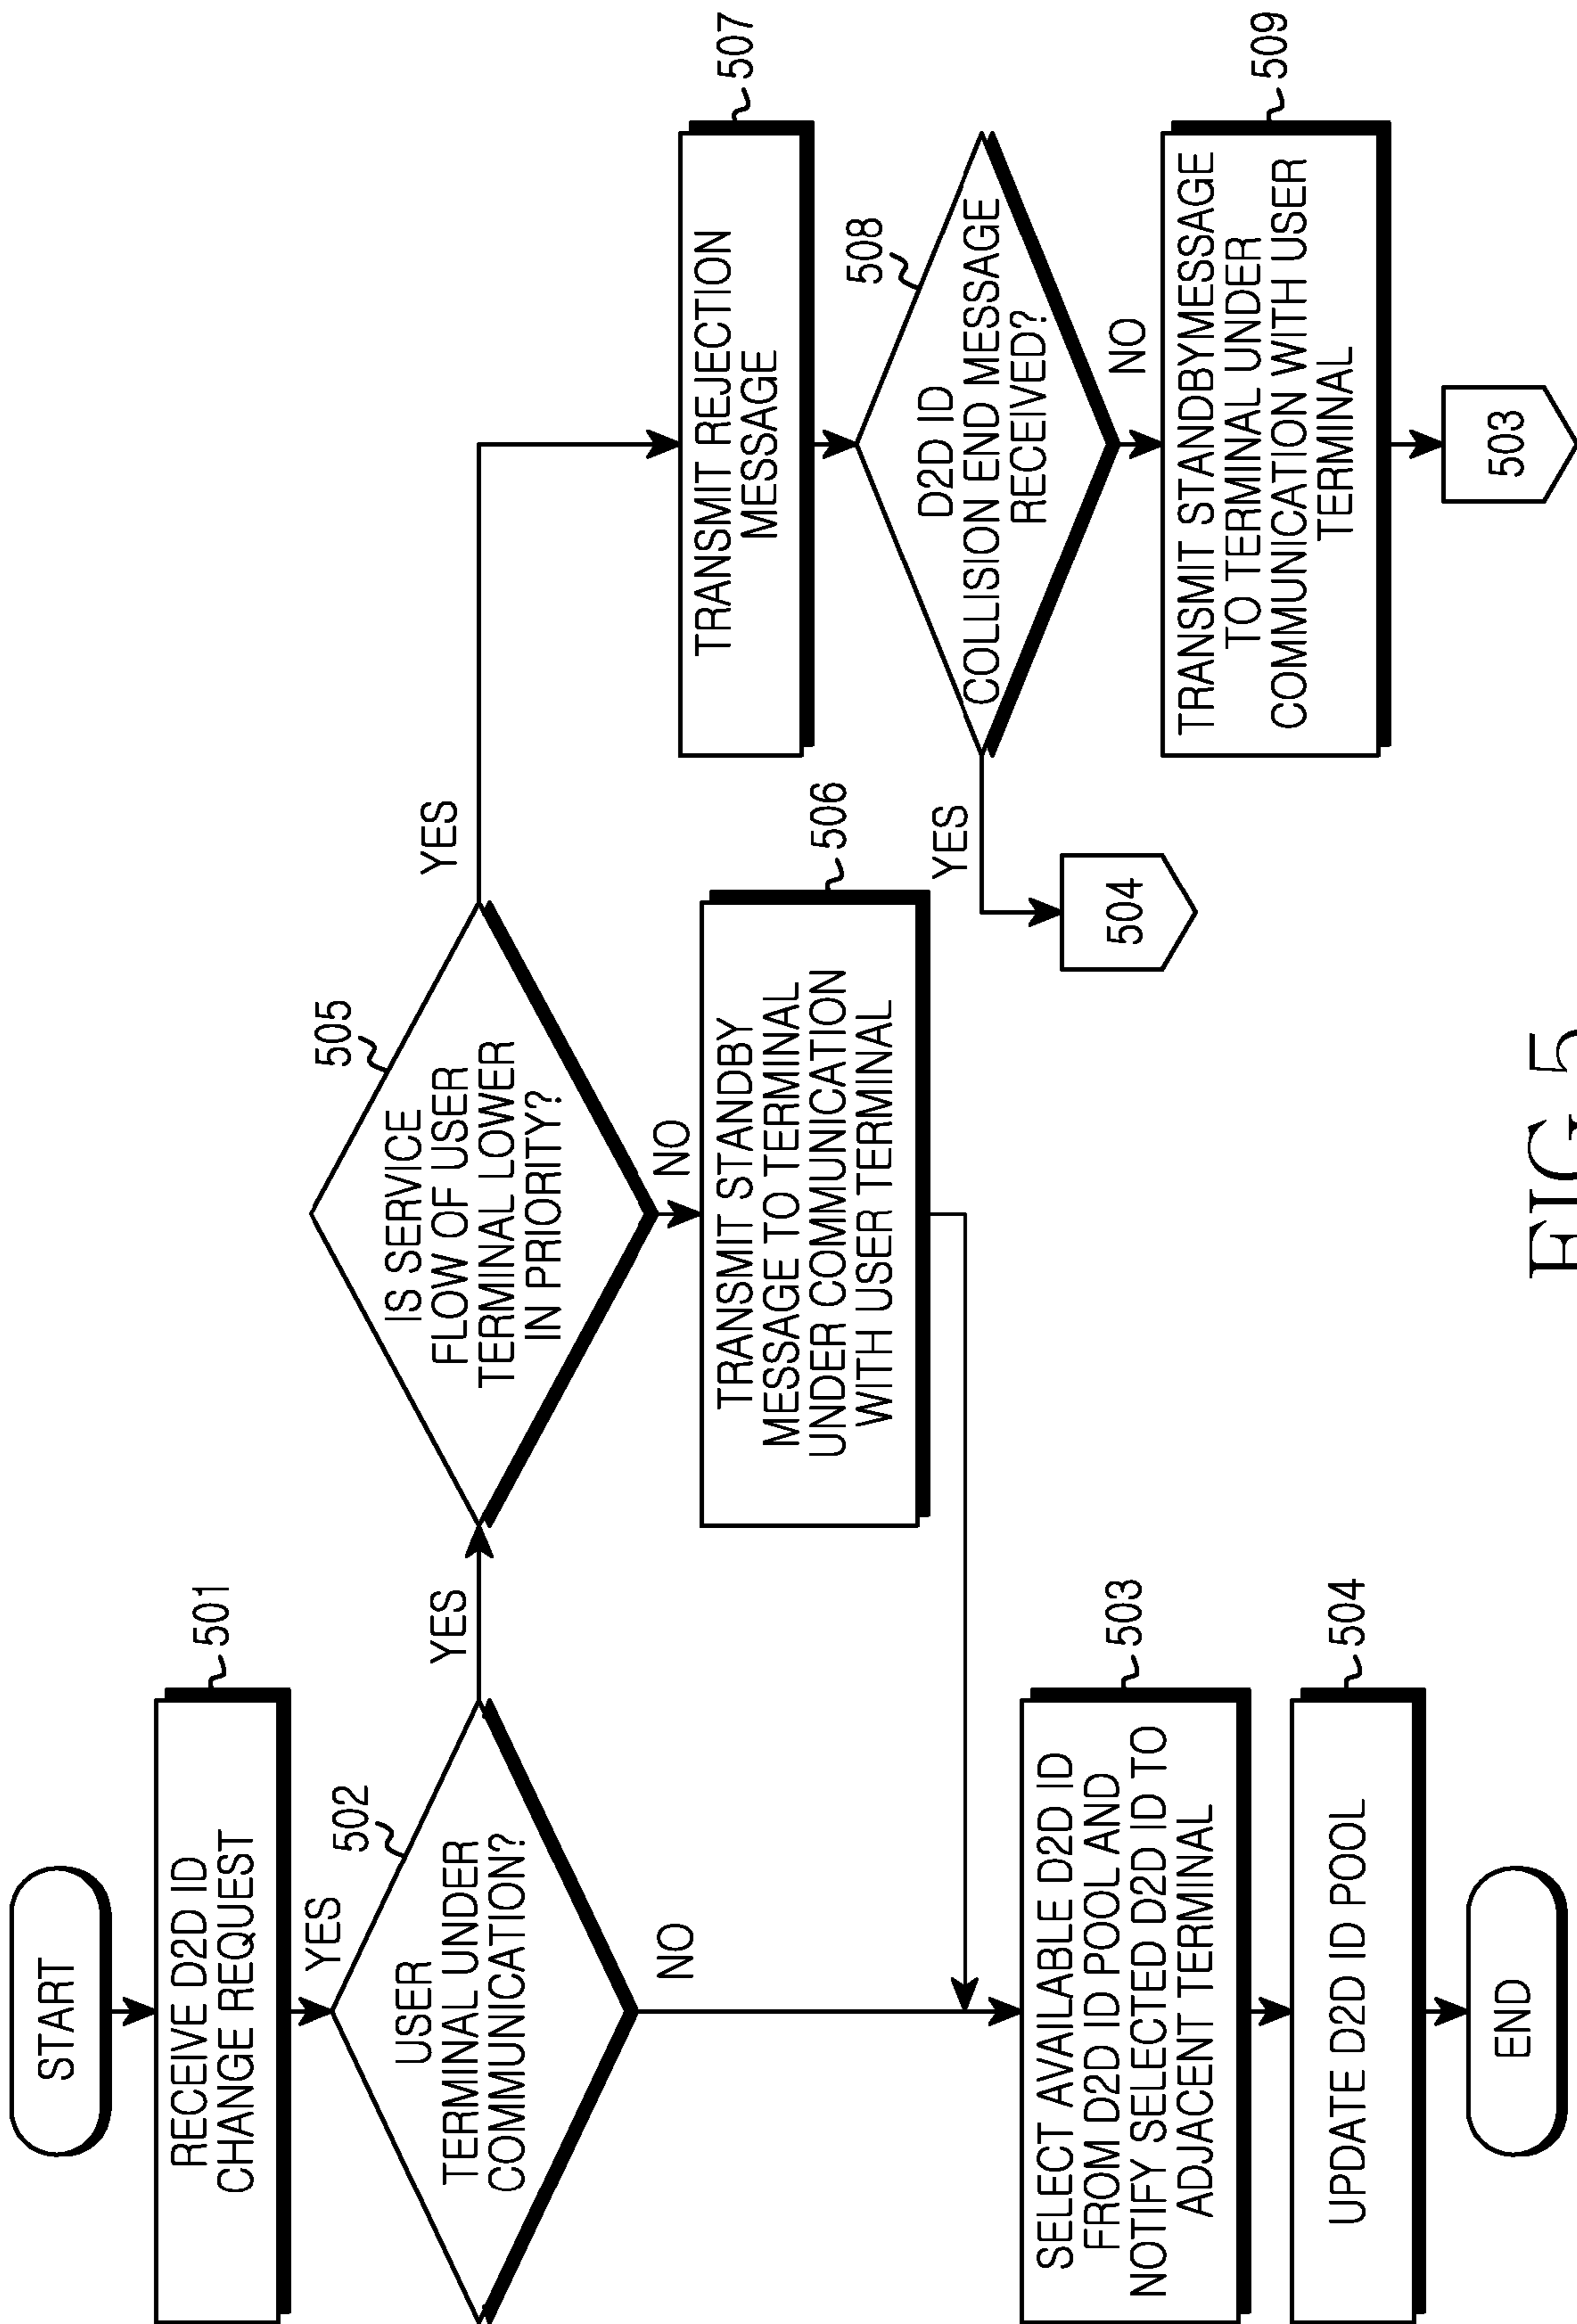 START
RECEIVE D2D ID
CHANGE REQUEST
501
YES
502
USER
TERMINAL UNDER
COMMUNICATION?
YES
NO
SELECT AVAILABLE D2D ID
FROM D2D ID POOL AND
NOTIFY SELECTED D2D ID TO
ADJACENT TERMINAL
503
UPDATE D2D ID POOL
504
END
505
IS SERVICE
FLOW OF USER
TERMINAL LOWER
IN PRIORITY?
YES
NO
TRANSMIT STANDBY
MESSAGE TO TERMINAL
UNDER COMMUNICATION
WITH USER TERMINAL
506
TRANSMIT REJECTION
MESSAGE
507
508
D2D ID
COLLISION END MESSAGE
RECEIVED?
YES
504
NO
TRANSMIT STANDBYMESSAGE
TO TERMINAL UNDER
COMMUNICATION WITH USER
TERMINAL
509
503
FIG.5